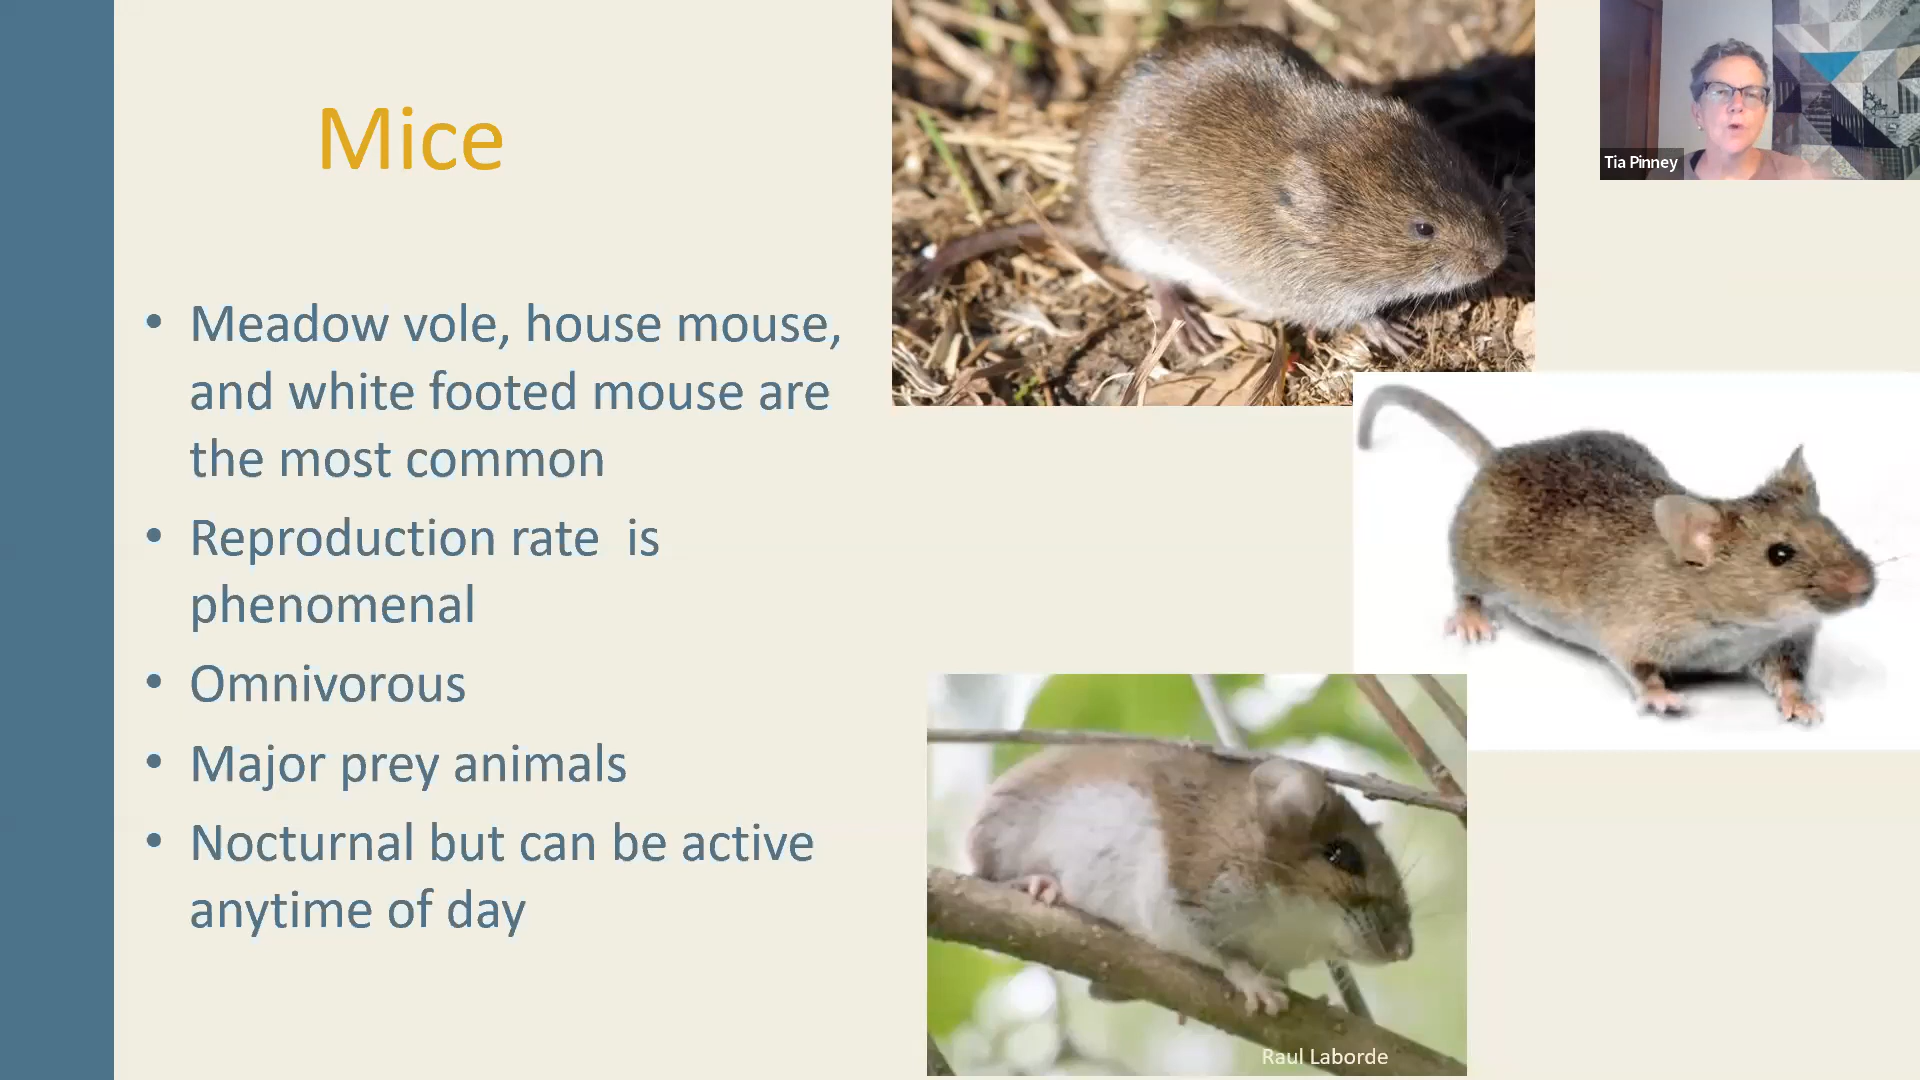 Mice
• Meadow vole, house mouse,
and white footed mouse are
the most common
• Reproduction rate  is
phenomenal
• Omnivorous
• Major prey animals
• Nocturnal but can be active
anytime of day
Tia Pinney
Raul Laborde